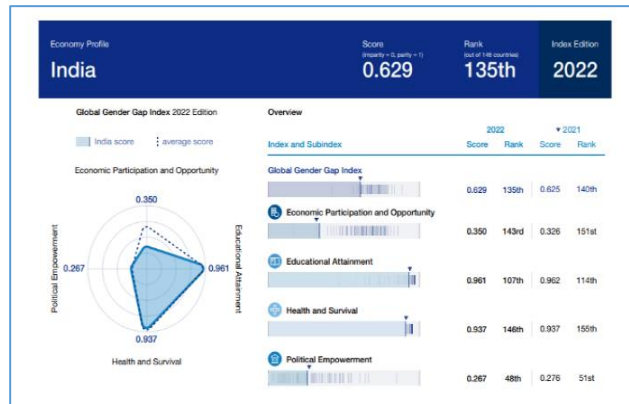 Economy Profile
India
Score
(imparity = 0, parity = 1)
0.629
Rank
(out of 146 countries)
135th
Index Edition
2022
Global Gender Gap Index 2022 Edition
India score
average score
Economic Participation and Opportunity
0.350
Educational Attainment
0.961
0.937
Health and Survival
Political Empowerment
0.267
Overview
2022
2021
Index and Subindex
Score Rank Score Rank
Global Gender Gap Index
0.629 135th 0.625 140th
Economic Participation and Opportunity
0.350 143rd 0.326 151st
Educational Attainment
0.961 107th 0.962 114th
Health and Survival
0.937 146th 0.937 155th
Political Empowerment
0.267 48th 0.276 51st